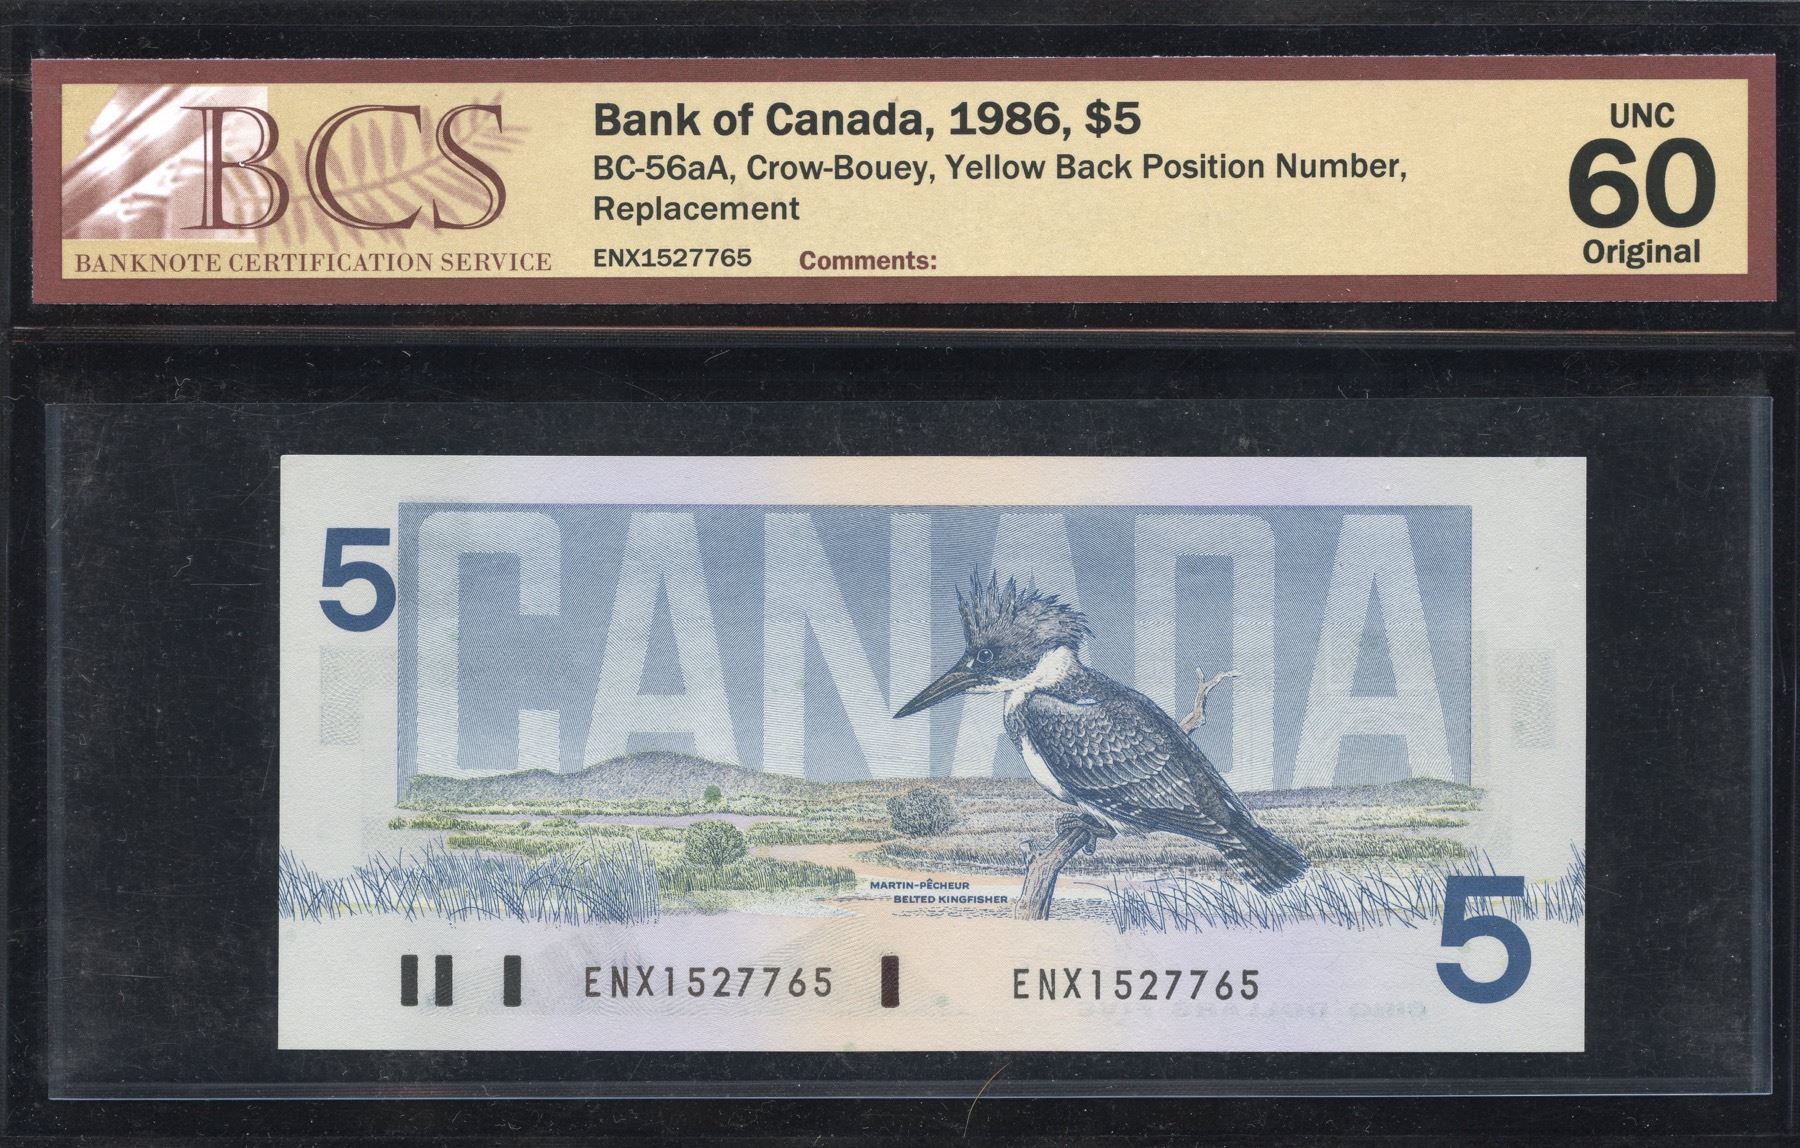 BCS
BANKNOTE CERTIFICATION SERVICE
Bank of Canada, 1986, $5
BC-56aA, Crow-Bouey, Yellow Back Position Number,
Replacement
ENX1527765 Comments:
UNC
60
Original
5
CANADA
MARTIN-PÊCHEUR
BELTED KINGFISHER
ENX1527765
ENX1527765
5